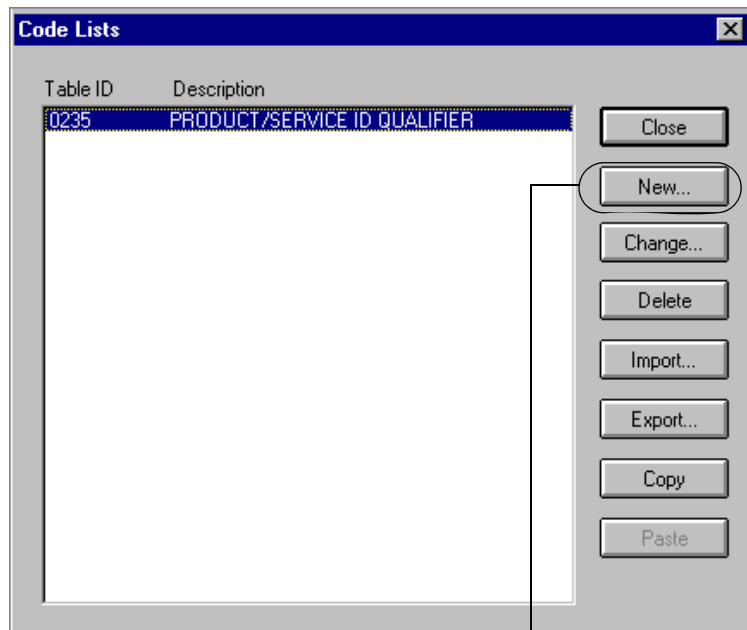 Code Lists
Table ID Description
0235 PRODUCT/SERVICE ID QUALIFIER
Close
New...
Change...
Delete
Import...
Export...
Copy
Paste